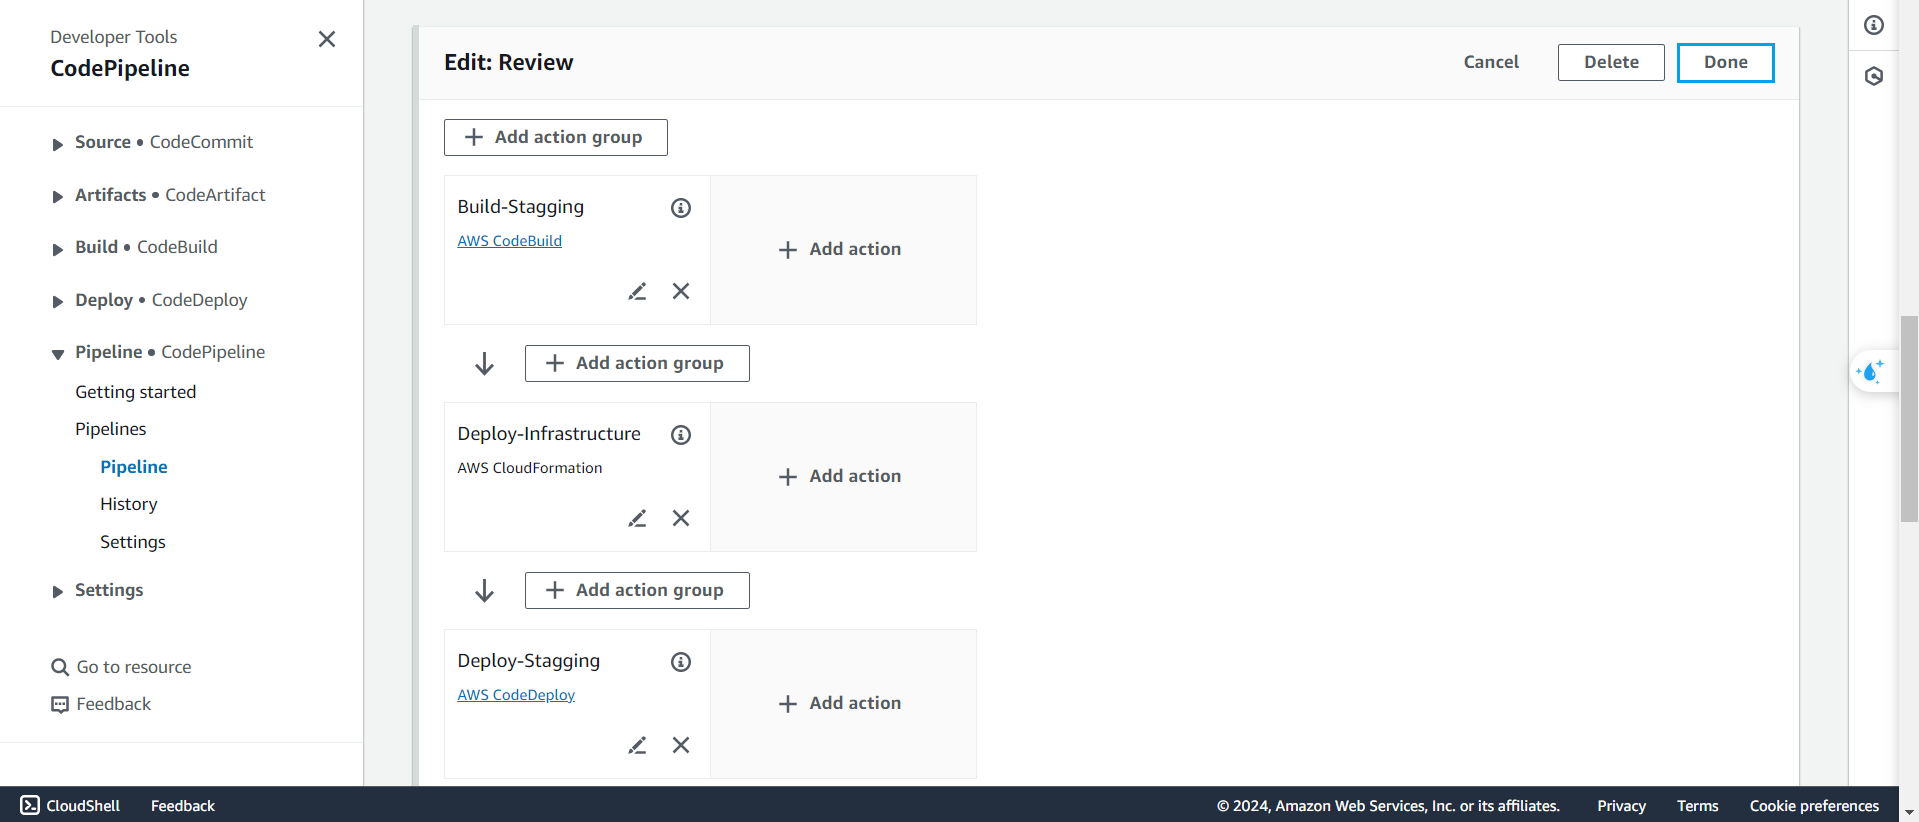 Developer Tools
CodePipeline
Source • CodeCommit
Artifacts • CodeArtifact
Build • CodeBuild
Deploy • CodeDeploy
Pipeline • CodePipeline
Getting started
Pipelines
Pipeline
History
Settings
Settings
Go to resource
Feedback
Edit: Review
Cancel
Delete
Done
Add action group
Build-Stagging
AWS CodeBuild
Add action
Add action group
Deploy-Infrastructure
AWS CloudFormation
Add action
Add action group
Deploy-Stagging
AWS CodeDeploy
Add action
CloudShell
Feedback
© 2024, Amazon Web Services, Inc. or its affiliates.
Privacy
Terms
Cookie preferences